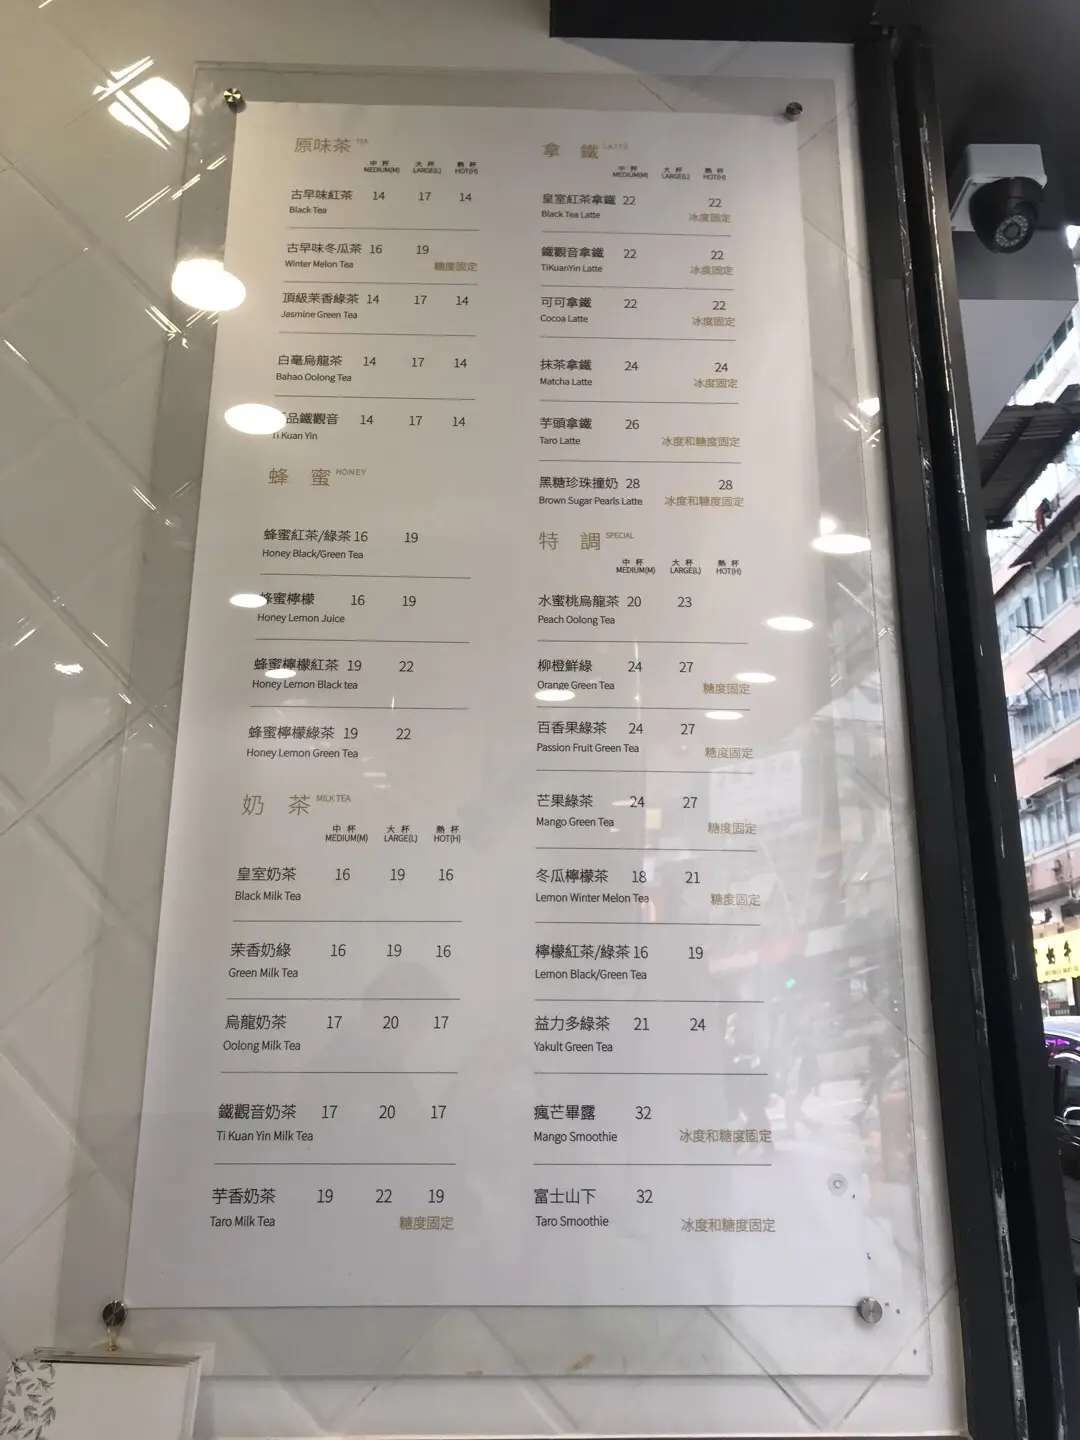 原味茶 TEA
中杯 MEDIUM(M) 大杯 LARGE(L) 熱杯 HOT(H)
古早味紅茶 14 17 14
Black Tea
古早味冬瓜茶 16 19
Winter Melon Tea 糖度固定
頂級茉香綠茶 14 17 14
Jasmine Green Tea
白毫烏龍茶 14 17 14
Bahao Oolong Tea
品鐵觀音 14 17 14
Ti Kuan Yin
蜂蜜 HONEY
蜂蜜紅茶/綠茶 16 19
Honey Black/Green Tea
蜂蜜檸檬 16 19
Honey Lemon Juice
蜂蜜檸檬紅茶 19 22
Honey Lemon Black tea
蜂蜜檸檬綠茶 19 22
Honey Lemon Green Tea
奶茶 MILK TEA
中杯 MEDIUM(M) 大杯 LARGE(L) 熱杯 HOT(H)
皇室奶茶 16 19 16
Black Milk Tea
茉香奶綠 16 19 16
Green Milk Tea
烏龍奶茶 17 20 17
Oolong Milk Tea
鐵觀音奶茶 17 20 17
Ti Kuan Yin Milk Tea
芋香奶茶 19 22 19
Taro Milk Tea 糖度固定
拿鐵 LATTE
中杯 MEDIUM(M) 大杯 LARGE(L) 熱杯 HOT(H)
皇室紅茶拿鐵 22 22
Black Tea Latte 冰度固定
鐵觀音拿鐵 22 22
TiKuanYin Latte 冰度固定
可可拿鐵 22 22
Cocoa Latte 冰度固定
抹茶拿鐵 24 24
Matcha Latte 冰度固定
芋頭拿鐵 26
Taro Latte 冰度和糖度固定
黑糖珍珠撞奶 28 28
Brown Sugar Pearls Latte 冰度和糖度固定
特調 SPECIAL
中杯 MEDIUM(M) 大杯 LARGE(L) 熱杯 HOT(H)
水蜜桃烏龍茶 20 23
Peach Oolong Tea
柳橙鮮綠 24 27
Orange Green Tea 糖度固定
百香果綠茶 24 27
Passion Fruit Green Tea 糖度固定
芒果綠茶 24 27
Mango Green Tea 糖度固定
冬瓜檸檬茶 18 21
Lemon Winter Melon Tea 糖度固定
檸檬紅茶/綠茶 16 19
Lemon Black/Green Tea
益力多綠茶 21 24
Yakult Green Tea
瘋芒畢露 32
Mango Smoothie 冰度和糖度固定
富士山下 32
Taro Smoothie 冰度和糖度固定